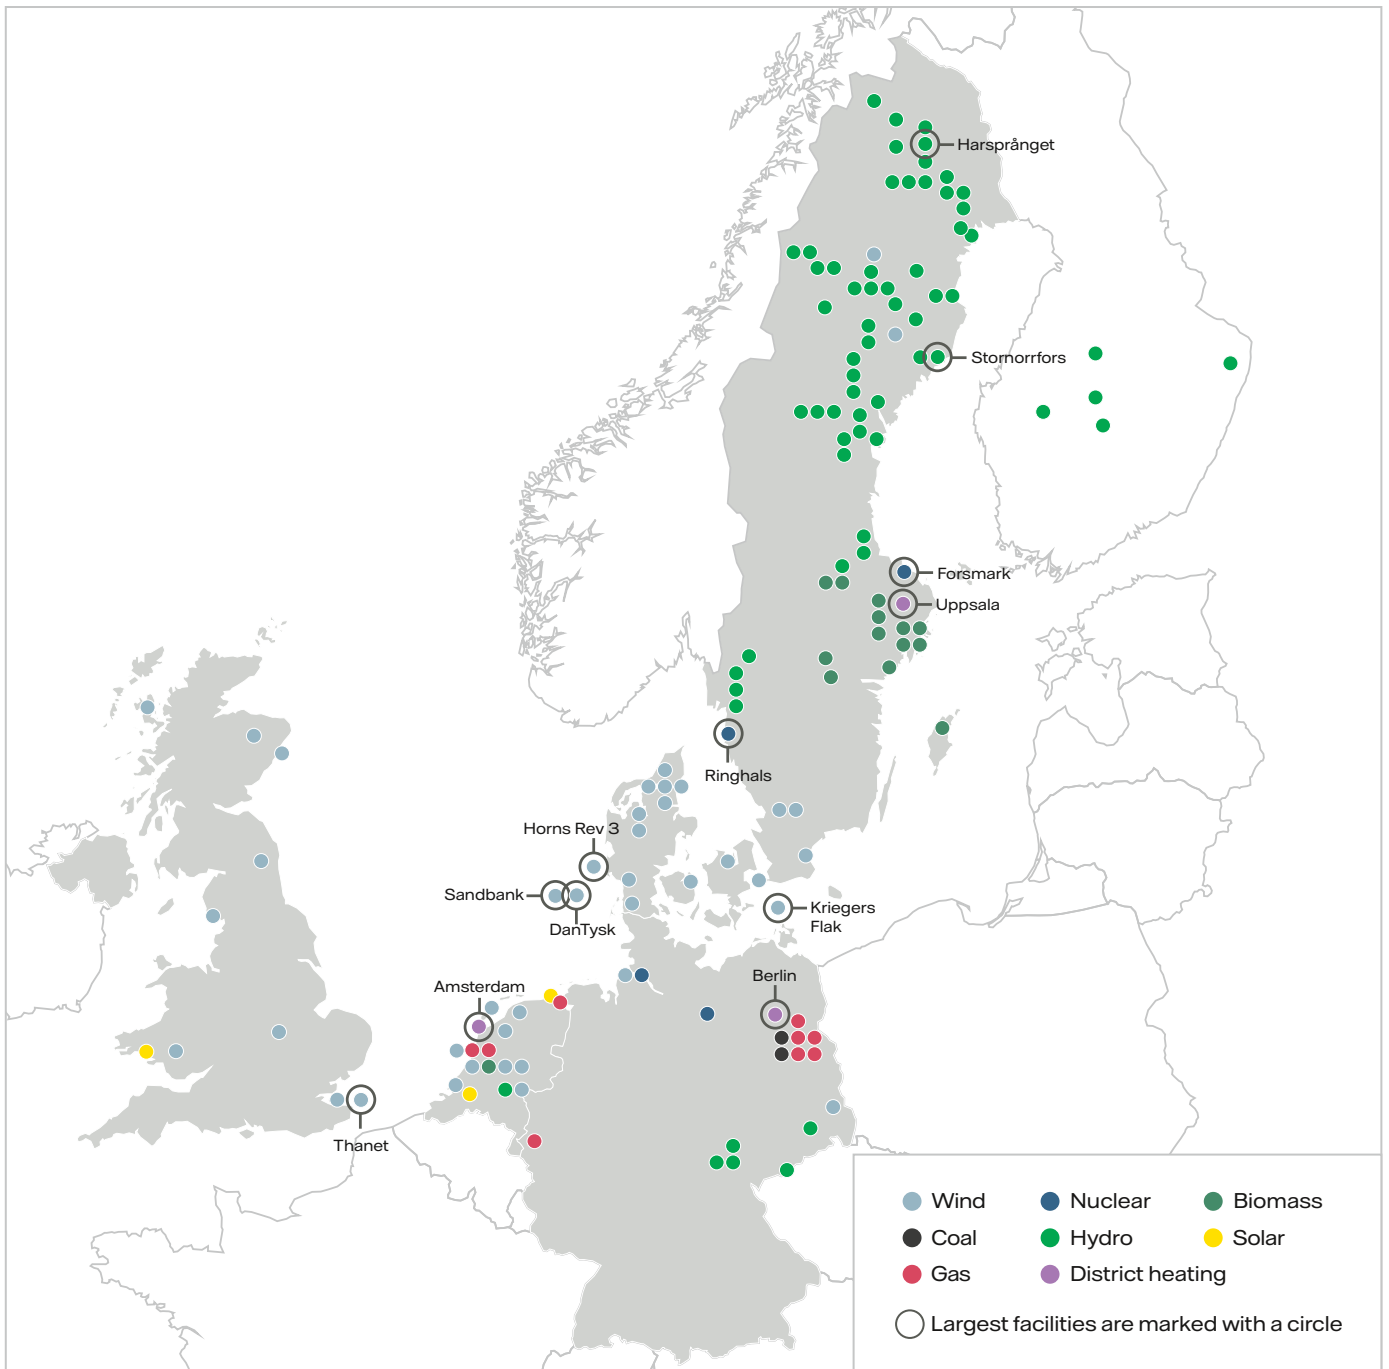 Harsprånget
Stornorrfors
Forsmark
Uppsala
Ringhals
Horns Rev 3
Sandbank
DanTysk
Kriegers
Flak
Amsterdam
Berlin
Thanet
Wind
Nuclear
Biomass
Coal
Hydro
Solar
Gas
District heating
Largest facilities are marked with a circle